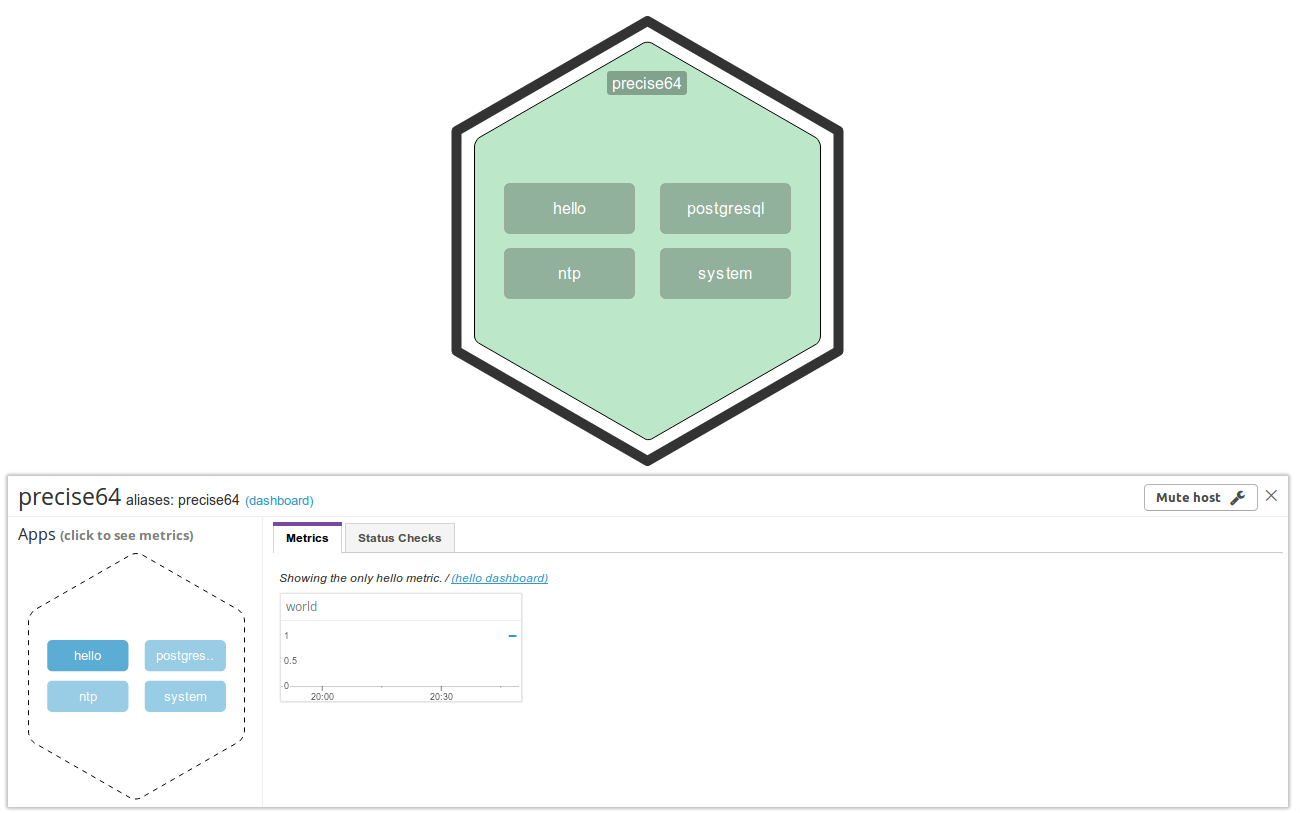 precise64
hello postgresql
ntp system
precise64 aliases: precise64 (dashboard)
Mute host
Apps (click to see metrics)
hello postgres..
ntp system
Metrics Status Checks
Showing the only hello metric. / (hello dashboard)
world
1
0.5
0
20:00 20:30